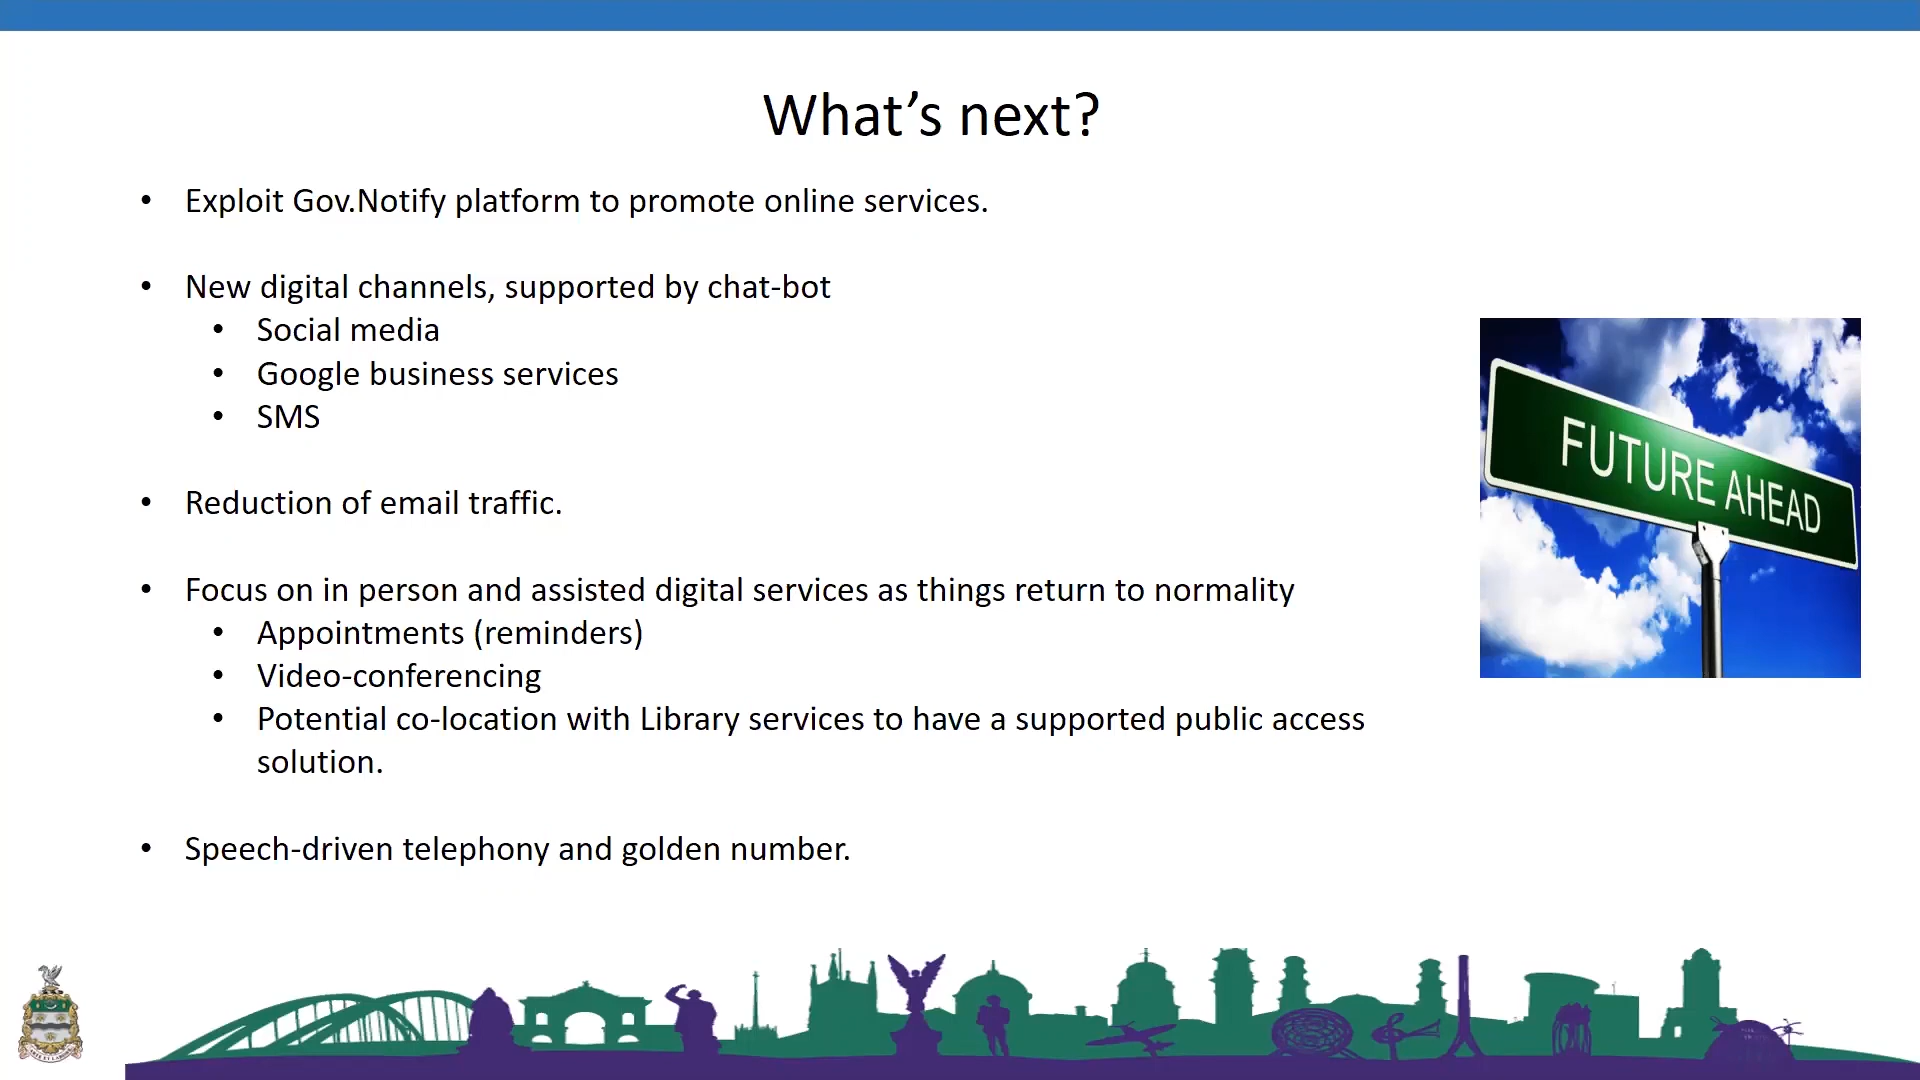 What’s next?
• Exploit Gov.Notify platform to promote online services.
• New digital channels, supported by chat-bot
• Social media
• Google business services
• SMS
• Reduction of email traffic.
• Focus on in person and assisted digital services as things return to normality
• Appointments (reminders)
• Video-conferencing
• Potential co-location with Library services to have a supported public access
solution.
• Speech-driven telephony and golden number.
FUTURE AHEAD
ARTE ET LABORE